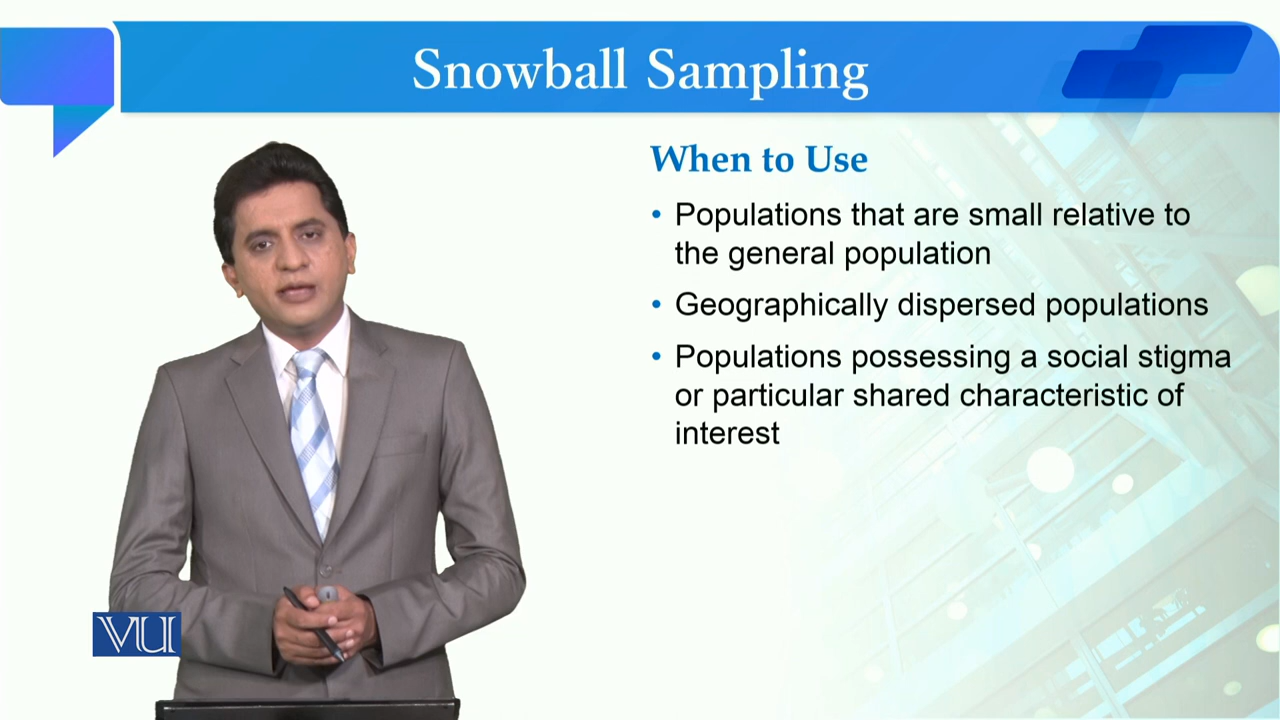 Snowball Sampling
When to Use
• Populations that are small relative to
the general population
• Geographically dispersed populations
• Populations possessing a social stigma
or particular shared characteristic of
interest
VU